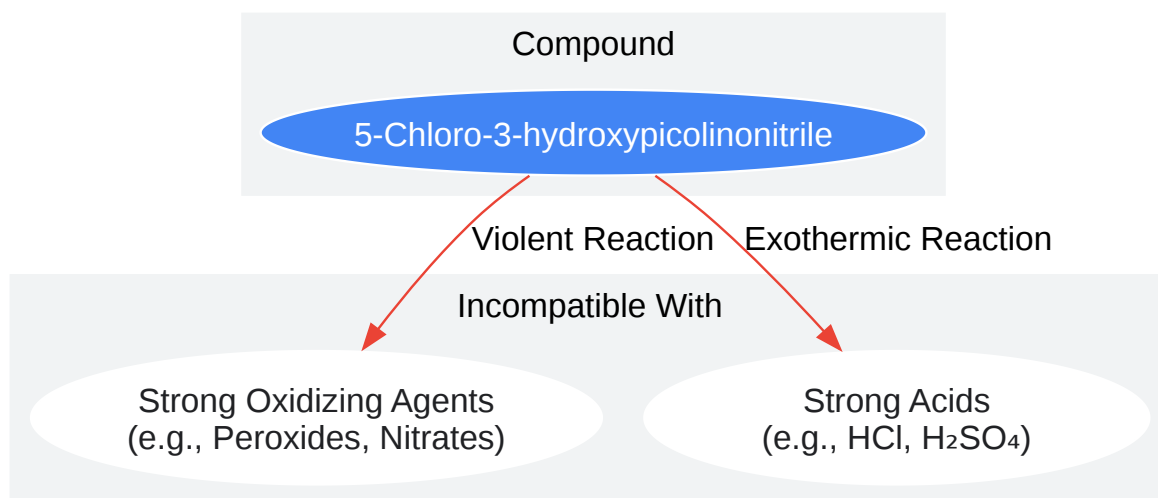 Compound
5-Chloro-3-hydroxypicolinonitrile
Violent Reaction
Exothermic Reaction
Incompatible With
Strong Oxidizing Agents
(e.g., Peroxides, Nitrates)
Strong Acids
(e.g., HCl, H₂SO₄)